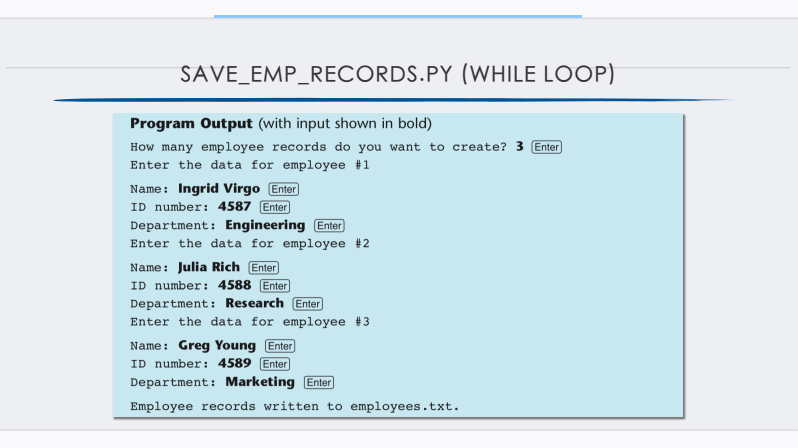 SAVE_EMP_RECORDS.PY (WHILE LOOP)
Program Output (with input shown in bold)
How many employee records do you want to create? 3 Enter
Enter the data for employee #1
Name: Ingrid Virgo Enter
ID number: 4587 Enter
Department: Engineering Enter
Enter the data for employee #2
Name: Julia Rich Enter
ID number: 4588 Enter
Department: Research Enter
Enter the data for employee #3
Name: Greg Young Enter
ID number: 4589 Enter
Department: Marketing Enter
Employee records written to employees.txt.